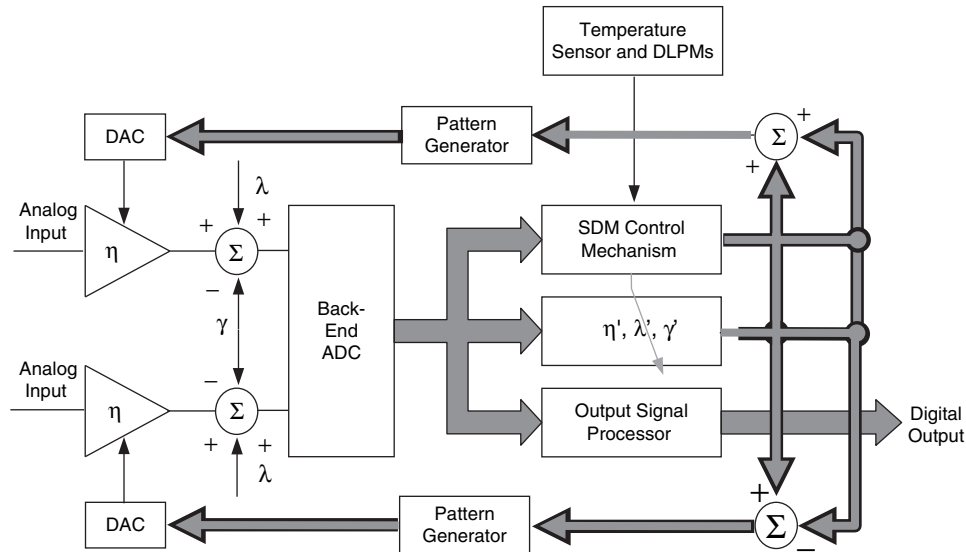 Temperature
Sensor and DLPMs
DAC
Pattern
Generator
Σ
+
+
λ
Analog
Input
η
+
+
Σ
−
SDM Control
Mechanism
Back-
End
ADC
γ
η', λ', γ'
Analog
Input
η
−
Σ
+
+
λ
Output Signal
Processor
Digital
Output
DAC
Pattern
Generator
+
Σ
−